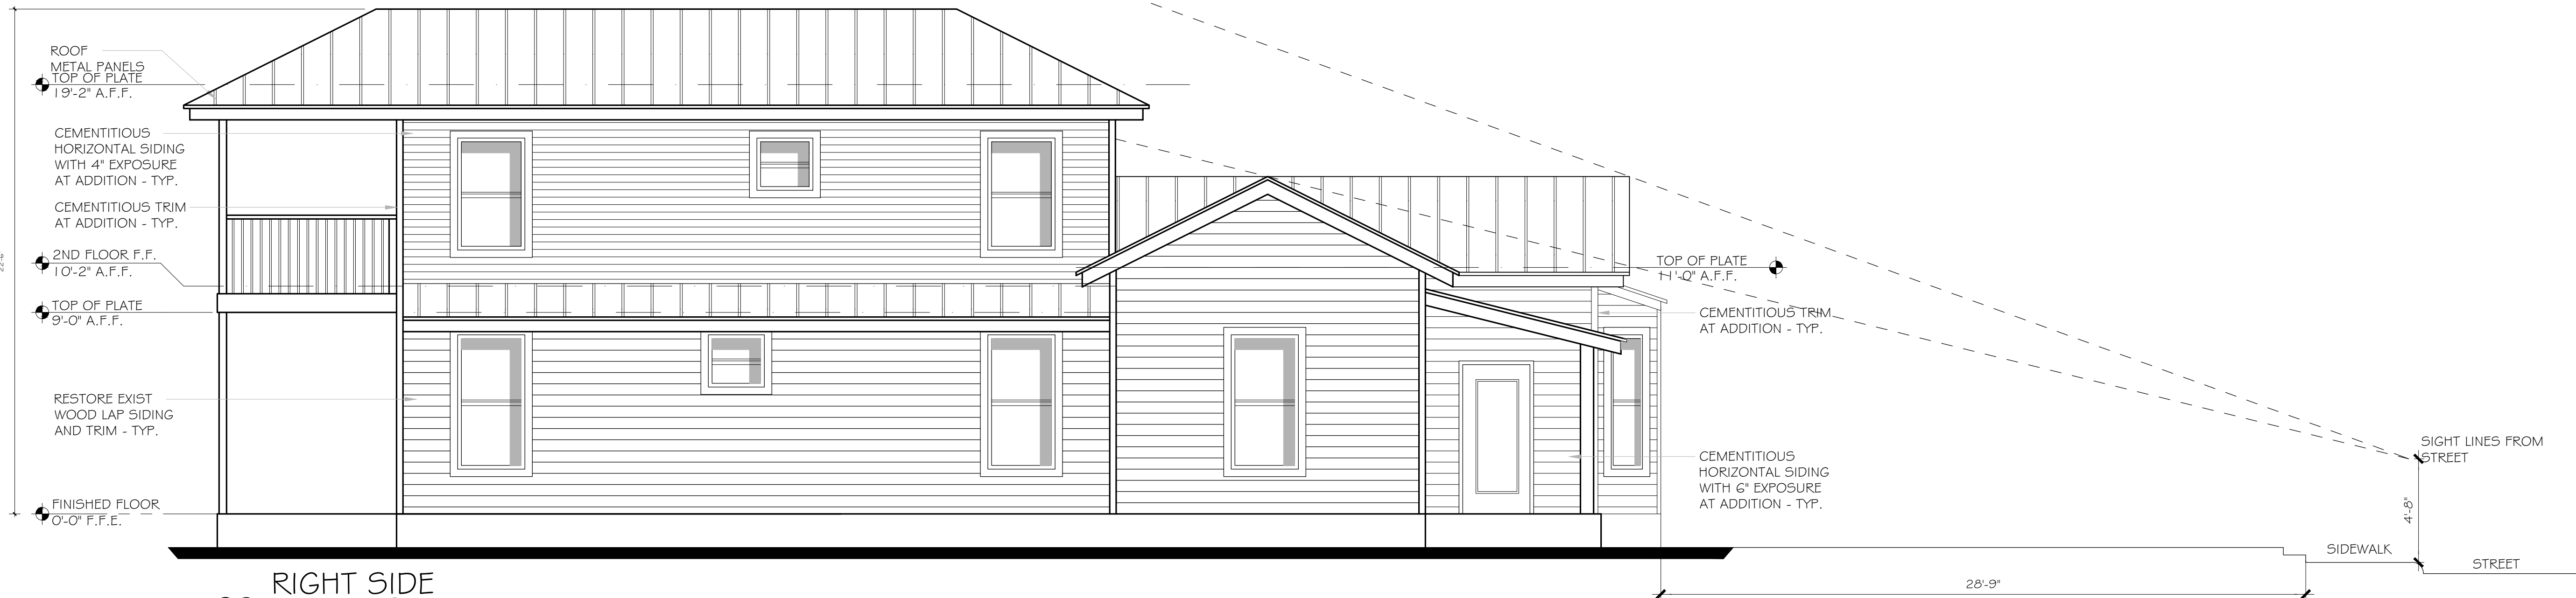 ROOF
METAL PANELS
TOP OF PLATE
19'-2" A.F.F.
CEMENTITIOUS
HORIZONTAL SIDING
WITH 4" EXPOSURE
AT ADDITION - TYP.
CEMENTITIOUS TRIM
AT ADDITION - TYP.
2ND FLOOR F.F.
10'-2" A.F.F.
TOP OF PLATE
9'-0" A.F.F.
RESTORE EXIST
WOOD LAP SIDING
AND TRIM - TYP.
FINISHED FLOOR
0'-0" F.F.E.
RIGHT SIDE
TOP OF PLATE
11'-0" A.F.F.
CEMENTITIOUS TRIM
AT ADDITION - TYP.
CEMENTITIOUS
HORIZONTAL SIDING
WITH 6" EXPOSURE
AT ADDITION - TYP.
SIGHT LINES FROM
STREET
4'-8"
SIDEWALK
STREET
28'-9"